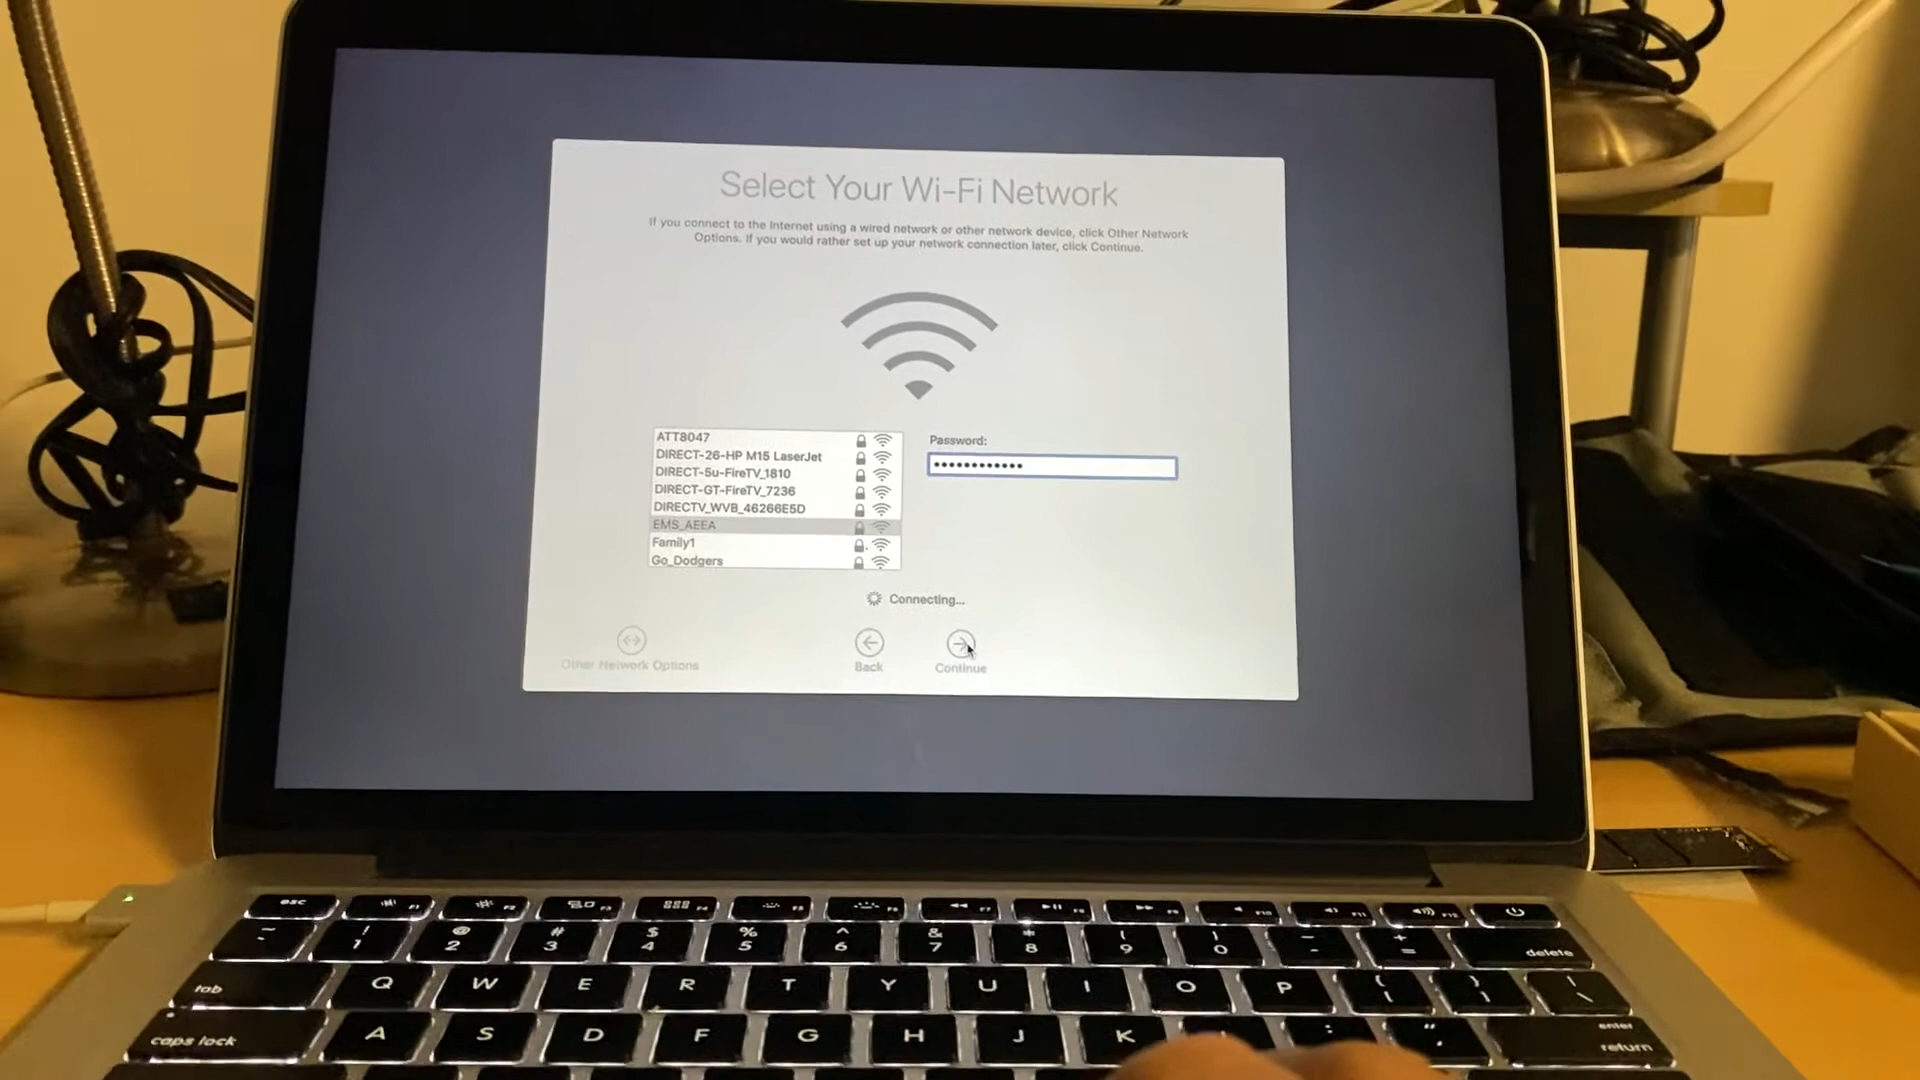 Select Your Wi-Fi Network
If you connect to the Internet using a wired network or other network device, click Other Network
Options. If you would rather set up your network connection later, click Continue.
ATT8047
DIRECT-26-HP M15 LaserJet
DIRECT-5u-FireTV_1810
DIRECT-GT-FireTV_7236
DIRECTV_WVB_46266E5D
EMS_AEEA
Family1
Go_Dodgers
Password:
••••••••••••
Connecting...
Other Network Options
Back
Continue
esc F1 F2 F3 F4 F5 F6 F7 F8 F9 F10 F11 F12
~ ! 1 @ 2 # 3 $ 4 % 5 ^ 6 & 7 * 8 ( 9 ) 0 - + = delete
tab Q W E R T Y U I O P { [ } ] \
caps lock A S D F G H J K : " enter return